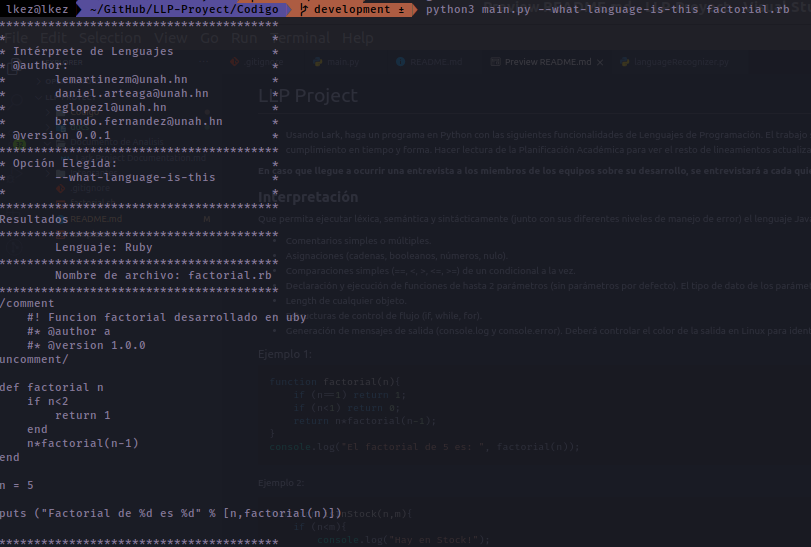 lkez@lkez ~/GitHub/LLP-Proyect/Codigo development ± python3 main.py --what-language-is-this factorial.rb
****************************************
* *
* Intérprete de Lenguajes *
* @author: *
* lemartinezm@unah.hn *
* daniel.arteaga@unah.hn *
* eglopezl@unah.hn *
* brando.fernandez@unah.hn *
* @version 0.0.1 *
****************************************
* Opción Elegida: *
* --what-language-is-this *
* *
****************************************
Resultados
****************************************
Lenguaje: Ruby
****************************************
Nombre de archivo: factorial.rb
****************************************
/comment
#! Funcion factorial desarrollado en uby
#* @author a
#* @version 1.0.0
uncomment/
def factorial n
if n<2
return 1
end
n*factorial(n-1)
end
n = 5
puts ("Factorial de %d es %d" % [n,factorial(n)])
****************************************
File Edit Selection View Go Run Terminal Help
main.py README.md Preview README.md
README.md M
LLP Project
Usando Lark, haga un programa en Python con las siguientes funcionalidades de Lenguajes de Programación. El trabajo
cumplimiento en tiempo y forma. Hacer lectura de la Planificación Académica para ver el resto de lineamientos actualiza
En caso que llegue a ocurrir una entrevista a los miembros de los equipos sobre su desarrollo, se entrevistará a cada qui
Interpretación
Que permita ejecutar léxica, semántica y sintácticamente (junto con sus diferentes niveles de manejo de error) el lenguaje Jav
Comentarios simples o múltiples.
Asignaciones (cadenas, booleanos, números, nulo).
Comparaciones simples (==, <, >, <=, >=) de un condicional a la vez.
Declaración y ejecución de funciones de hasta 2 parámetros (sin parámetros por defecto). El tipo de dato de los parámet
Length de cualquier objeto.
Estructuras de control de flujo (if, while, for).
Generación de mensajes de salida (console.log y console.error). Deberá controlar el color de la salida en Linux para ident
Ejemplo 1:
function factorial(n){
if (n==1) return 1;
if (n<1) return 0;
return n*factorial(n-1);
}
console.log("El factorial de 5 es: ", factorial(n));
Ejemplo 2:
nStock(n,m){
if (n<m){
console.log("Hay en Stock!");